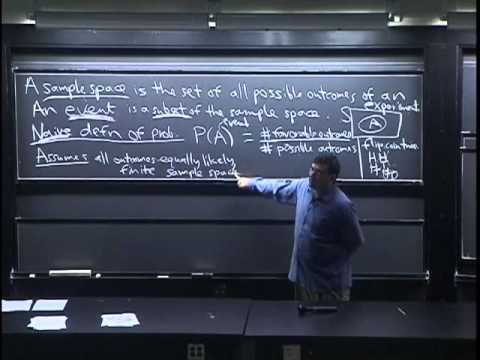 A sample space is the set of all possible outcomes of an experiment
An event is a subset of the sample space.
S
A
Naive defn of prob. P(A) = # favorable outcomes
event
# possible outcomes
Assumes all outcomes equally likely,
finite sample space
flip coin twice
HH